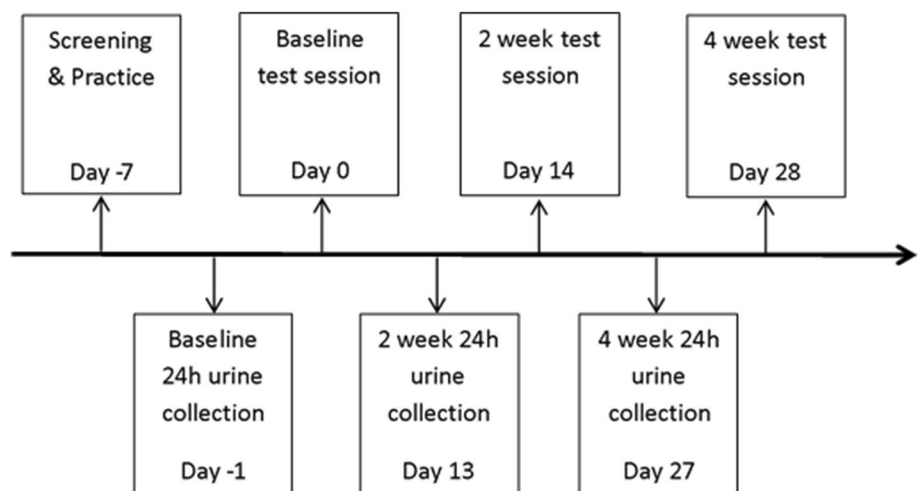 Screening
& Practice
Day -7
Baseline
test session
Day 0
2 week test
session
Day 14
4 week test
session
Day 28
Baseline
24h urine
collection
Day -1
2 week 24h
urine
collection
Day 13
4 week 24h
urine
collection
Day 27